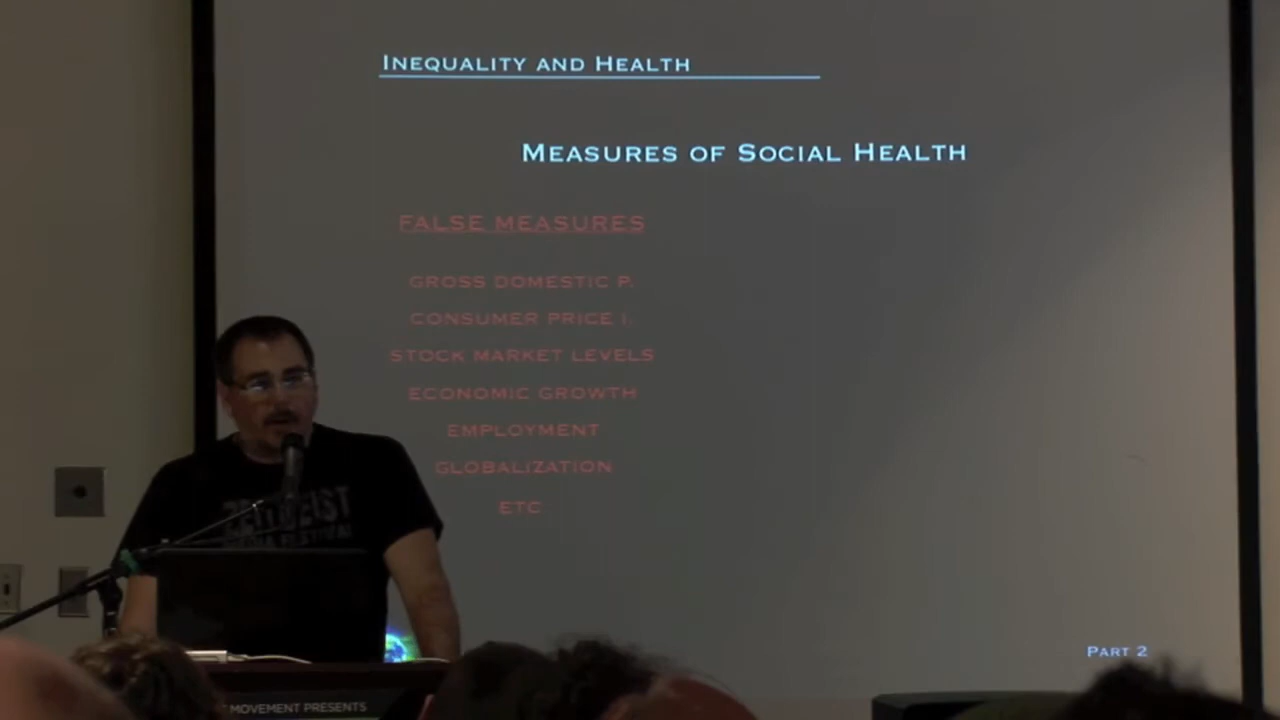 INEQUALITY AND HEALTH
MEASURES OF SOCIAL HEALTH
FALSE MEASURES
GROSS DOMESTIC P.
CONSUMER PRICE I.
STOCK MARKET LEVELS
ECONOMIC GROWTH
EMPLOYMENT
GLOBALIZATION
ETC
ZEITGEIST
PART 2
MOVEMENT PRESENTS